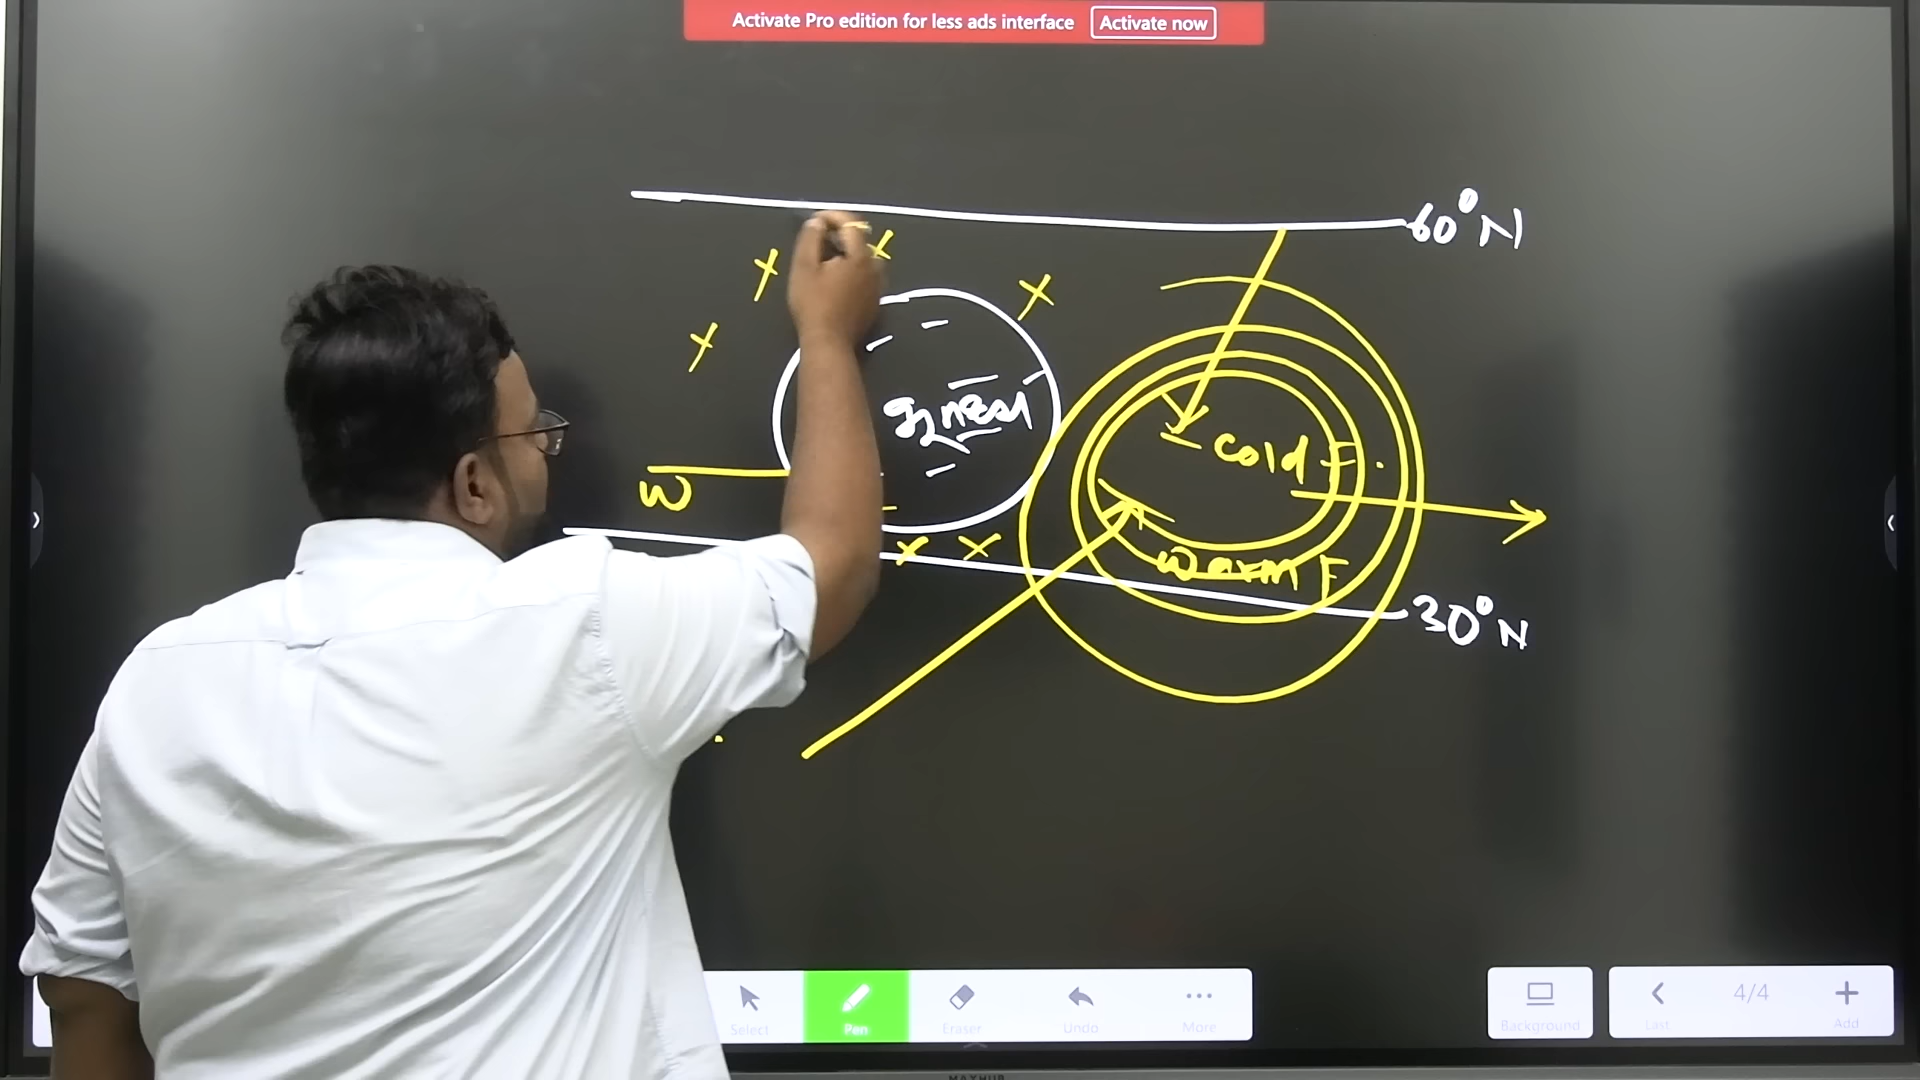 Activate Pro edition for less ads interface Activate now
60°N
cold F.
W
warm F
30°N
Select Pen Eraser Undo More
Background
Last 4/4 Add